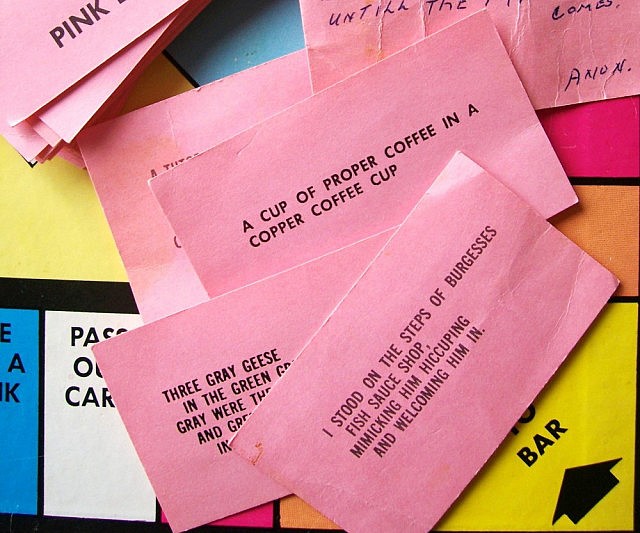 PINK
UNTILL THE
COMES.
ANON.
A CUP OF PROPER COFFEE IN A
COPPER COFFEE CUP
THREE GRAY GEESE
IN THE GREEN
GRAY WERE THE
AND
IN
I STOOD ON THE STEPS OF BURGESSES
FISH SAUCE SHOP,
MIMICKING HIM HICCUPING
AND WELCOMING HIM IN.
A
PASS
CAR
BAR